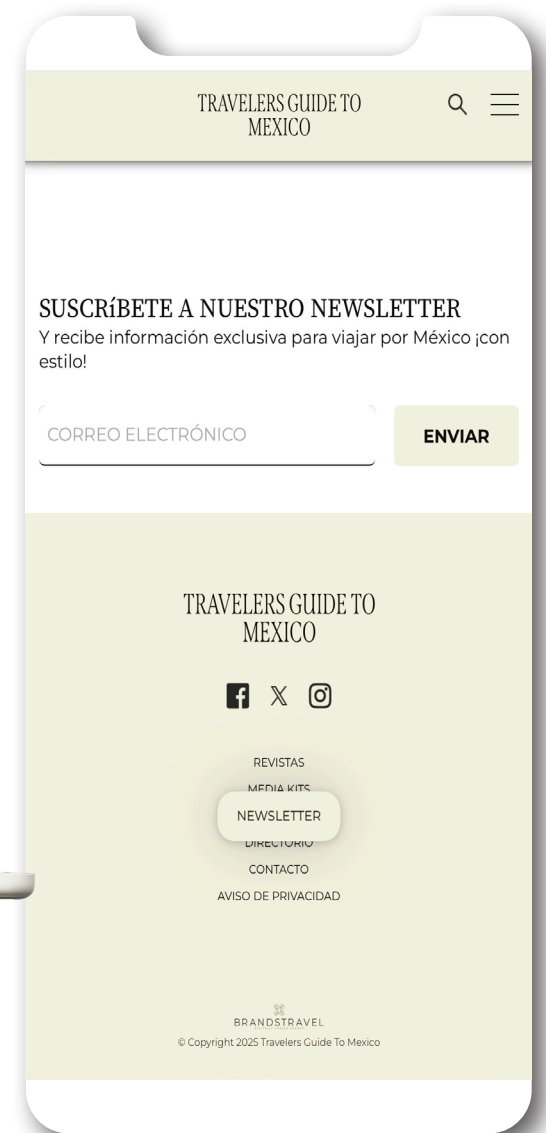 TRAVELERS GUIDE TO
MEXICO
SUSCRíBETE A NUESTRO NEWSLETTER
Y recibe información exclusiva para viajar por México ¡con
estilo!
CORREO ELECTRÓNICO
ENVIAR
TRAVELERS GUIDE TO
MEXICO
REVISTAS
MEDIA KITS
NEWSLETTER
DIRECTORIO
CONTACTO
AVISO DE PRIVACIDAD
BRANDSTRAVEL
© Copyright 2025 Travelers Guide To Mexico